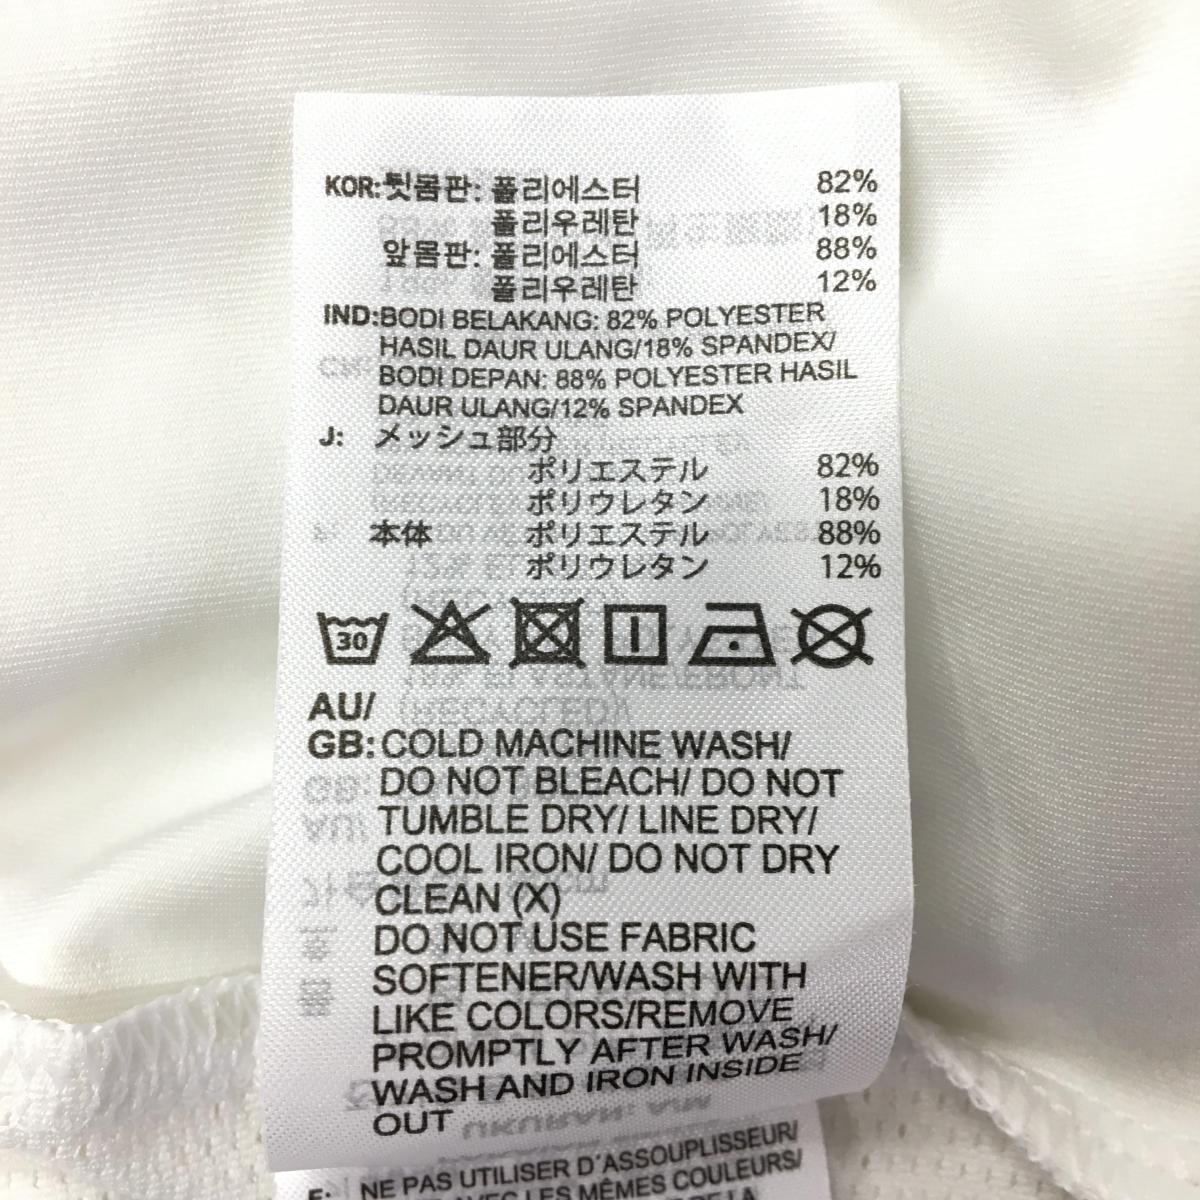 KOR:뒷몸판: 폴리에스터 82%
폴리우레탄 18%
앞몸판: 폴리에스터 88%
폴리우레탄 12%
IND:BODI BELAKANG: 82% POLYESTER
HASIL DAUR ULANG/18% SPANDEX/
BODI DEPAN: 88% POLYESTER HASIL
DAUR ULANG/12% SPANDEX
J: メッシュ部分
ポリエステル 82%
ポリウレタン 18%
本体 ポリエステル 88%
ポリウレタン 12%
30
AU/
GB:COLD MACHINE WASH/
DO NOT BLEACH/ DO NOT
TUMBLE DRY/ LINE DRY/
COOL IRON/ DO NOT DRY
CLEAN (X)
DO NOT USE FABRIC
SOFTENER/WASH WITH
LIKE COLORS/REMOVE
PROMPTLY AFTER WASH/
WASH AND IRON INSIDE
OUT
F: NE PAS UTILISER D'ASSOUPLISSEUR/
AVEC LES MÊMES COULEURS/
DE LA